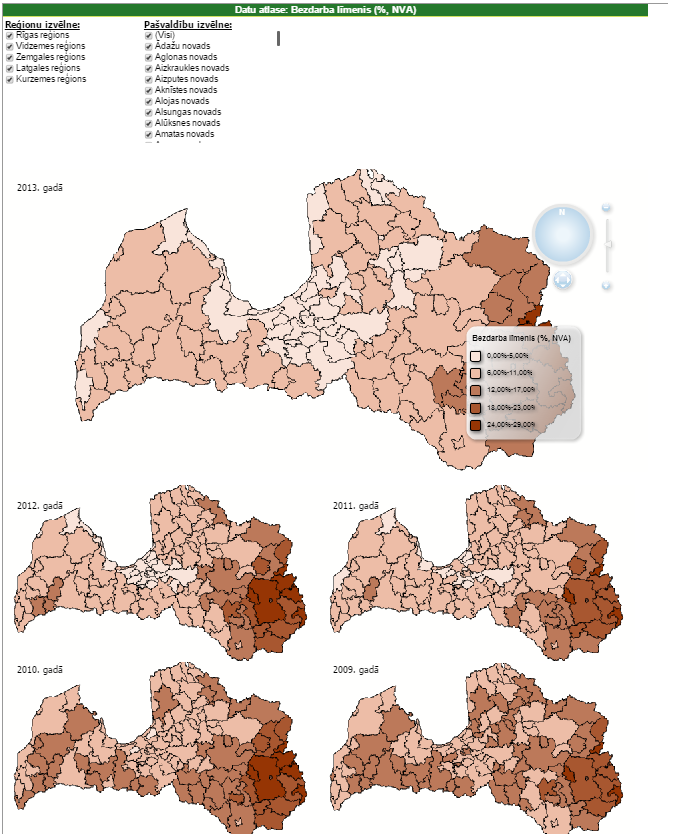 Datu atlase: Bezdarba līmenis (%, NVA)
Reģionu izvēlne:
Rīgas reģions
Vidzemes reģions
Zemgales reģions
Latgales reģions
Kurzemes reģions
Pašvaldību izvēlne:
(Visi)
Ādažu novads
Aglonas novads
Aizkraukles novads
Aizputes novads
Aknīstes novads
Alojas novads
Alsungas novads
Alūksnes novads
Amatas novads
2013. gadā
N
Bezdarba līmenis (%, NVA)
0,00%-5,00%
6,00%-11,00%
12,00%-17,00%
18,00%-23,00%
24,00%-29,00%
2012. gadā
2011. gadā
2010. gadā
2009. gadā